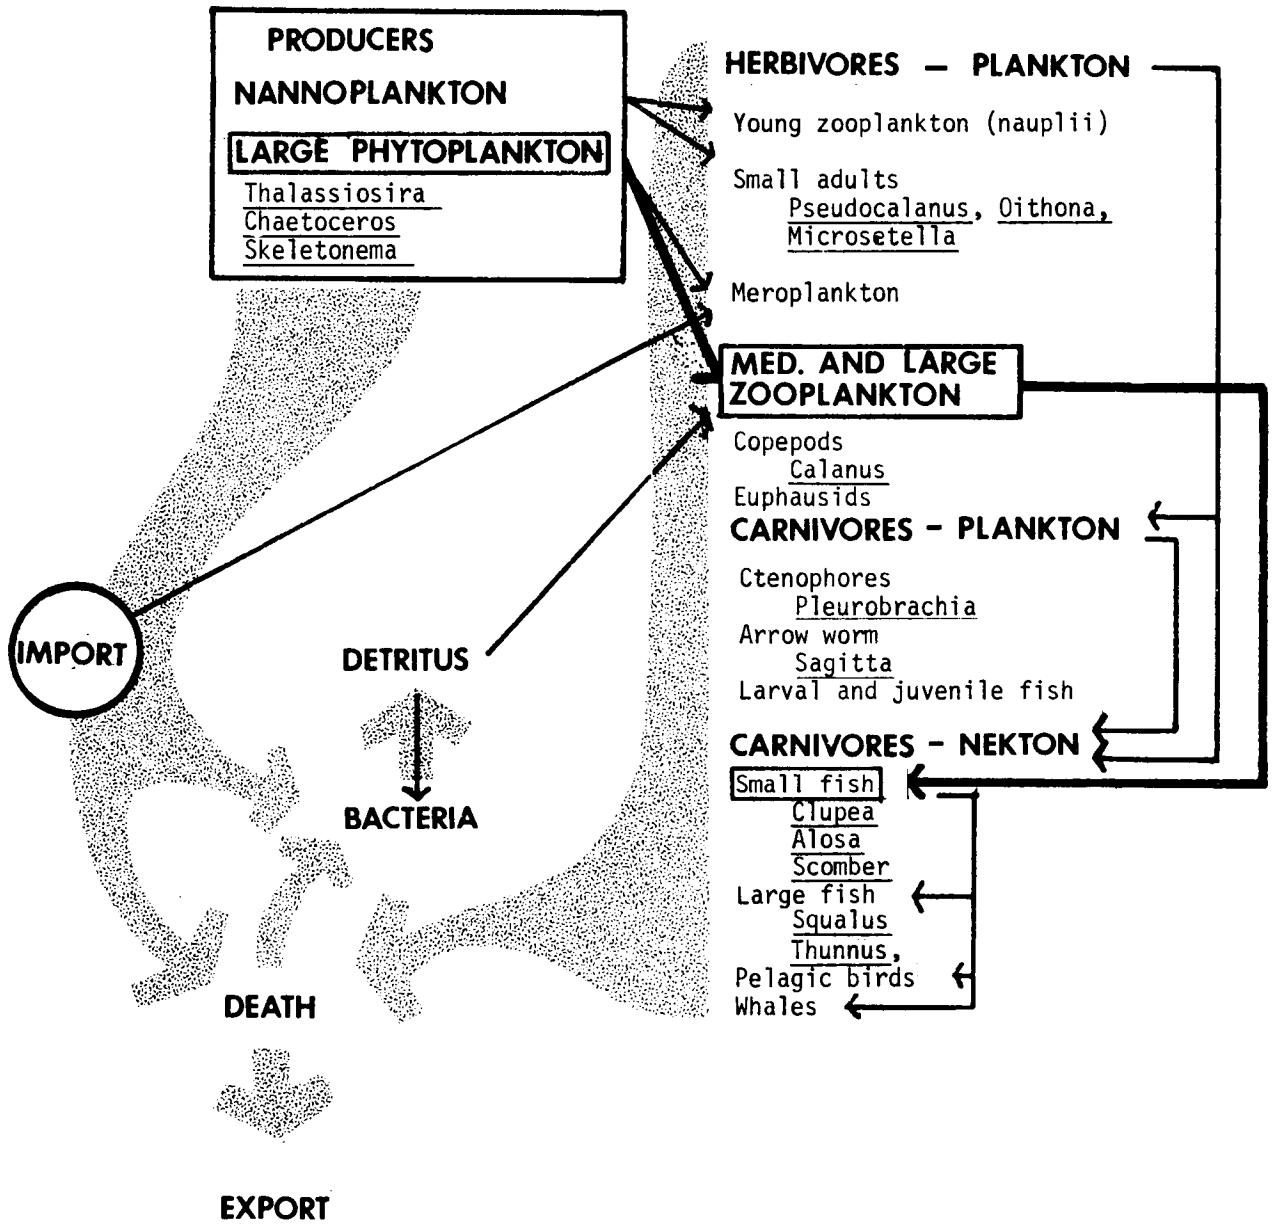 PRODUCERS
NANNOPLANKTON
LARGE PHYTOPLANKTON
Thalassiosira
Chaetoceros
Skeletonema
HERBIVORES – PLANKTON
Young zooplankton (nauplii)
Small adults
Pseudocalanus, Oithona,
Microsetella
Meroplankton
MED. AND LARGE
ZOOPLANKTON
Copepods
Calanus
Euphausids
CARNIVORES – PLANKTON
Ctenophores
Pleurobrachia
Arrow worm
Sagitta
Larval and juvenile fish
CARNIVORES – NEKTON
Small fish
Clupea
Alosa
Scomber
Large fish
Squalus
Thunnus,
Pelagic birds
Whales
IMPORT
DETRITUS
BACTERIA
DEATH
EXPORT